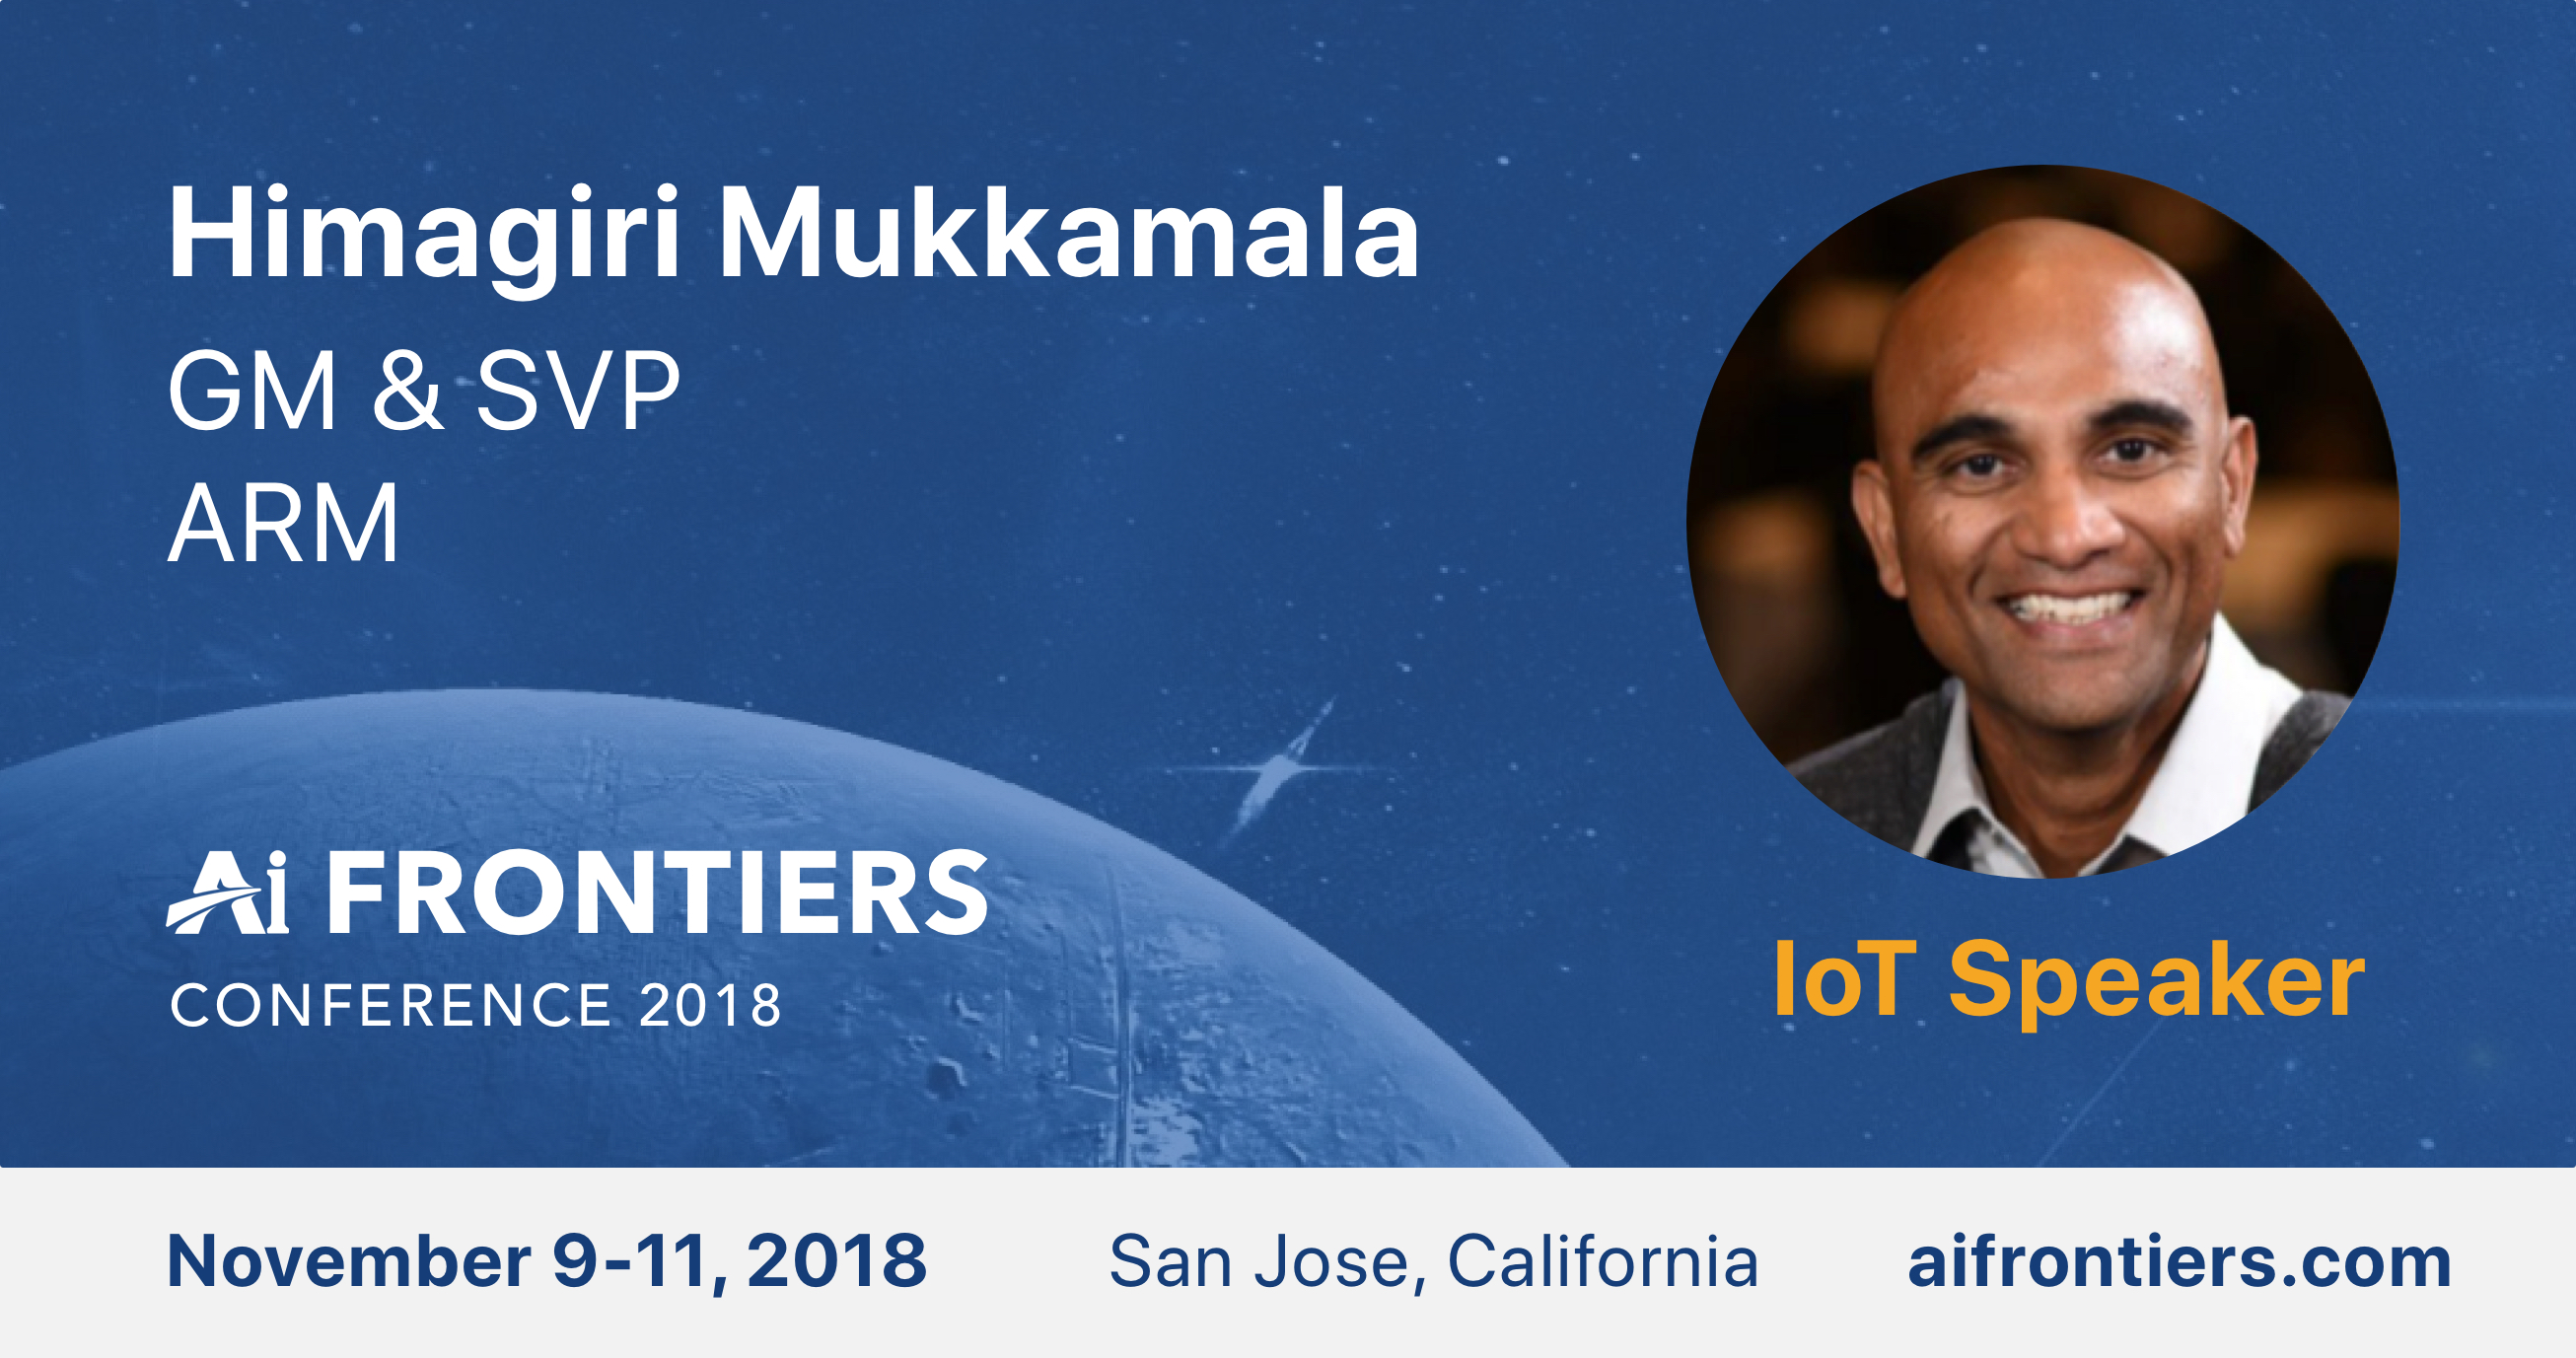 Himagiri Mukkamala
GM & SVP
ARM
Ai FRONTIERS
CONFERENCE 2018
IoT Speaker
November 9-11, 2018
San Jose, California
aifrontiers.com